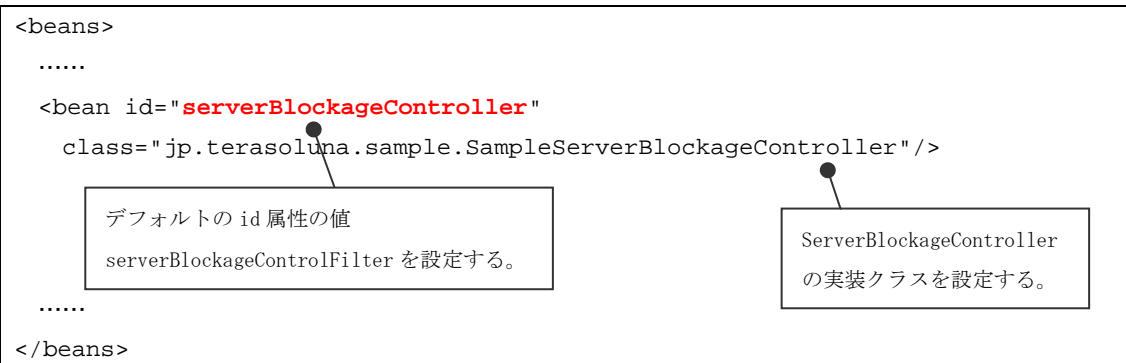 <beans>
……
<bean id="serverBlockageController"
class="jp.terasoluna.sample.SampleServerBlockageController"/>
デフォルトの id 属性の値
serverBlockageControlFilter を設定する。
ServerBlockageController
の実装クラスを設定する。
……
</beans>